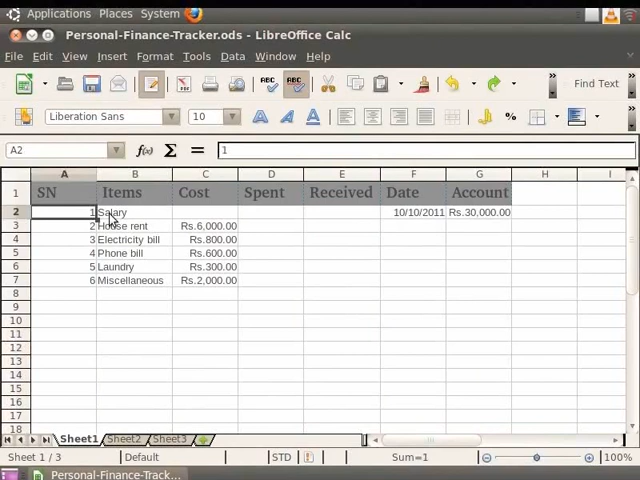 Applications Places System
Personal-Finance-Tracker.ods - LibreOffice Calc
File Edit View Insert Format Tools Data Window Help
ABC ABC » » Find Text
Liberation Sans 10 » »
A2 f(x) Σ = 1
A B C D E F G H I
1 SN Items Cost Spent Received Date Account
2 1 Salary 10/10/2011 Rs.30,000.00
3 2 House rent Rs.6,000.00
4 3 Electricity bill Rs.800.00
5 4 Phone bill Rs.600.00
6 5 Laundry Rs.300.00
7 6 Miscellaneous Rs.2,000.00
8
9
10
11
12
13
14
15
16
17
18
Sheet1 Sheet2 Sheet3
Sheet 1 / 3 Default STD Sum=1 100%
Personal-Finance-Track...